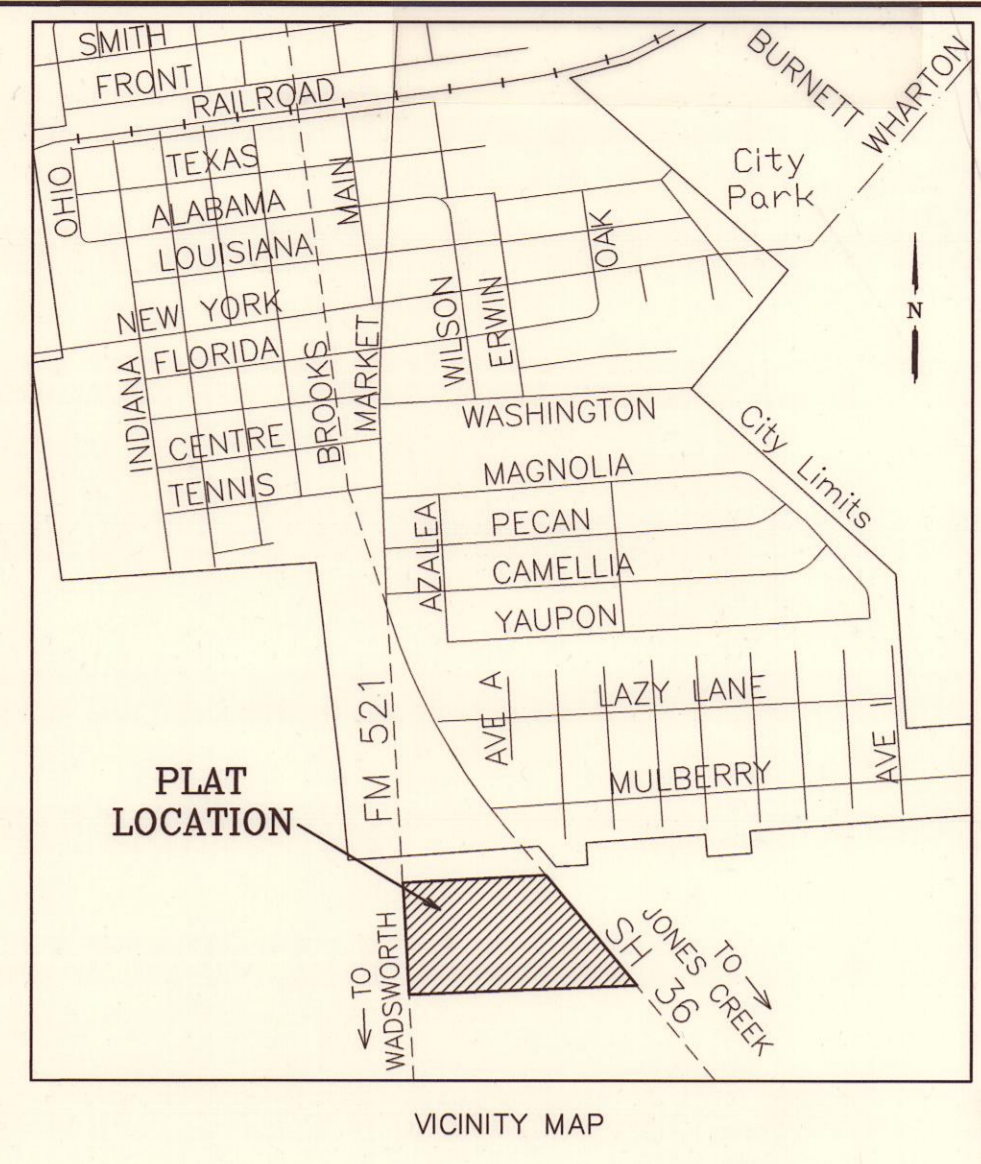 SMITH
FRONT
RAILROAD
BURNETT
WHARTON
City
Park
OHIO
TEXAS
MAIN
ALABAMA
LOUISIANA
OAK
NEW YORK
FLORIDA
INDIANA
BROOKS
MARKET
WILSON
ERWIN
N
CENTRE
TENNIS
WASHINGTON
MAGNOLIA
City Limits
AZALEA
PECAN
CAMELLIA
YAUPON
FM 521
AVE A
LAZY LANE
AVE I
MULBERRY
PLAT
LOCATION
TO
WADSWORTH
SH 36
TO
JONES CREEK
VICINITY MAP